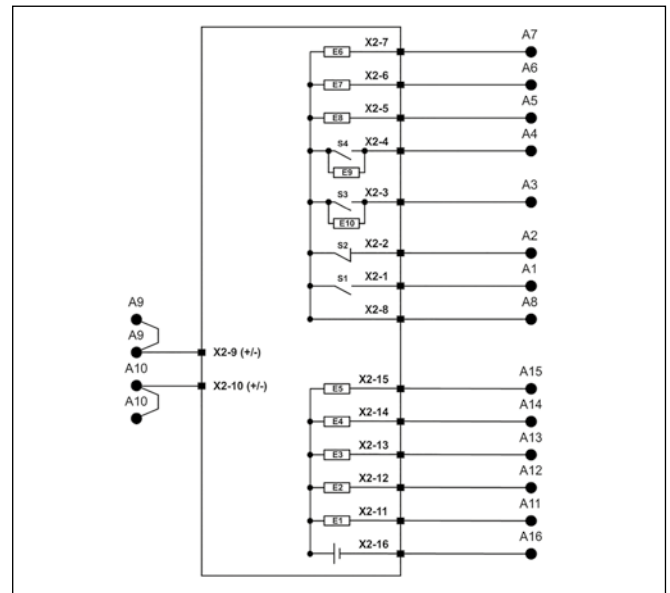 A7
E6 X2-7
A6
E7 X2-6
A5
E8 X2-5
A4
S4 X2-4
E9
A3
S3 X2-3
E10
A2
S2 X2-2
A1
S1 X2-1
A8
X2-8
A9
A9
X2-9 (+/-)
A10
X2-10 (+/-)
A10
A15
E5 X2-15
A14
E4 X2-14
A13
E3 X2-13
A12
E2 X2-12
A11
E1 X2-11
A16
X2-16